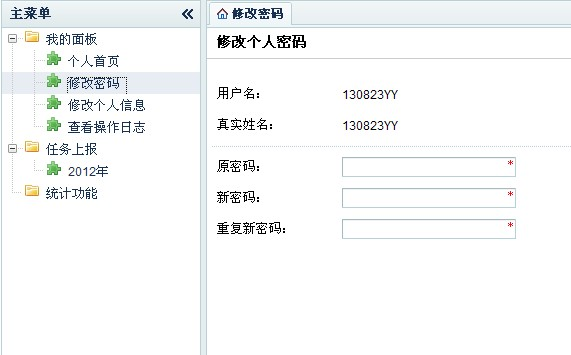 主菜单
我的面板
个人首页
修改密码
修改个人信息
查看操作日志
任务上报
2012年
统计功能
修改密码
修改个人密码
用户名：
130823YY
真实姓名：
130823YY
原密码：
*
新密码：
*
重复新密码：
*